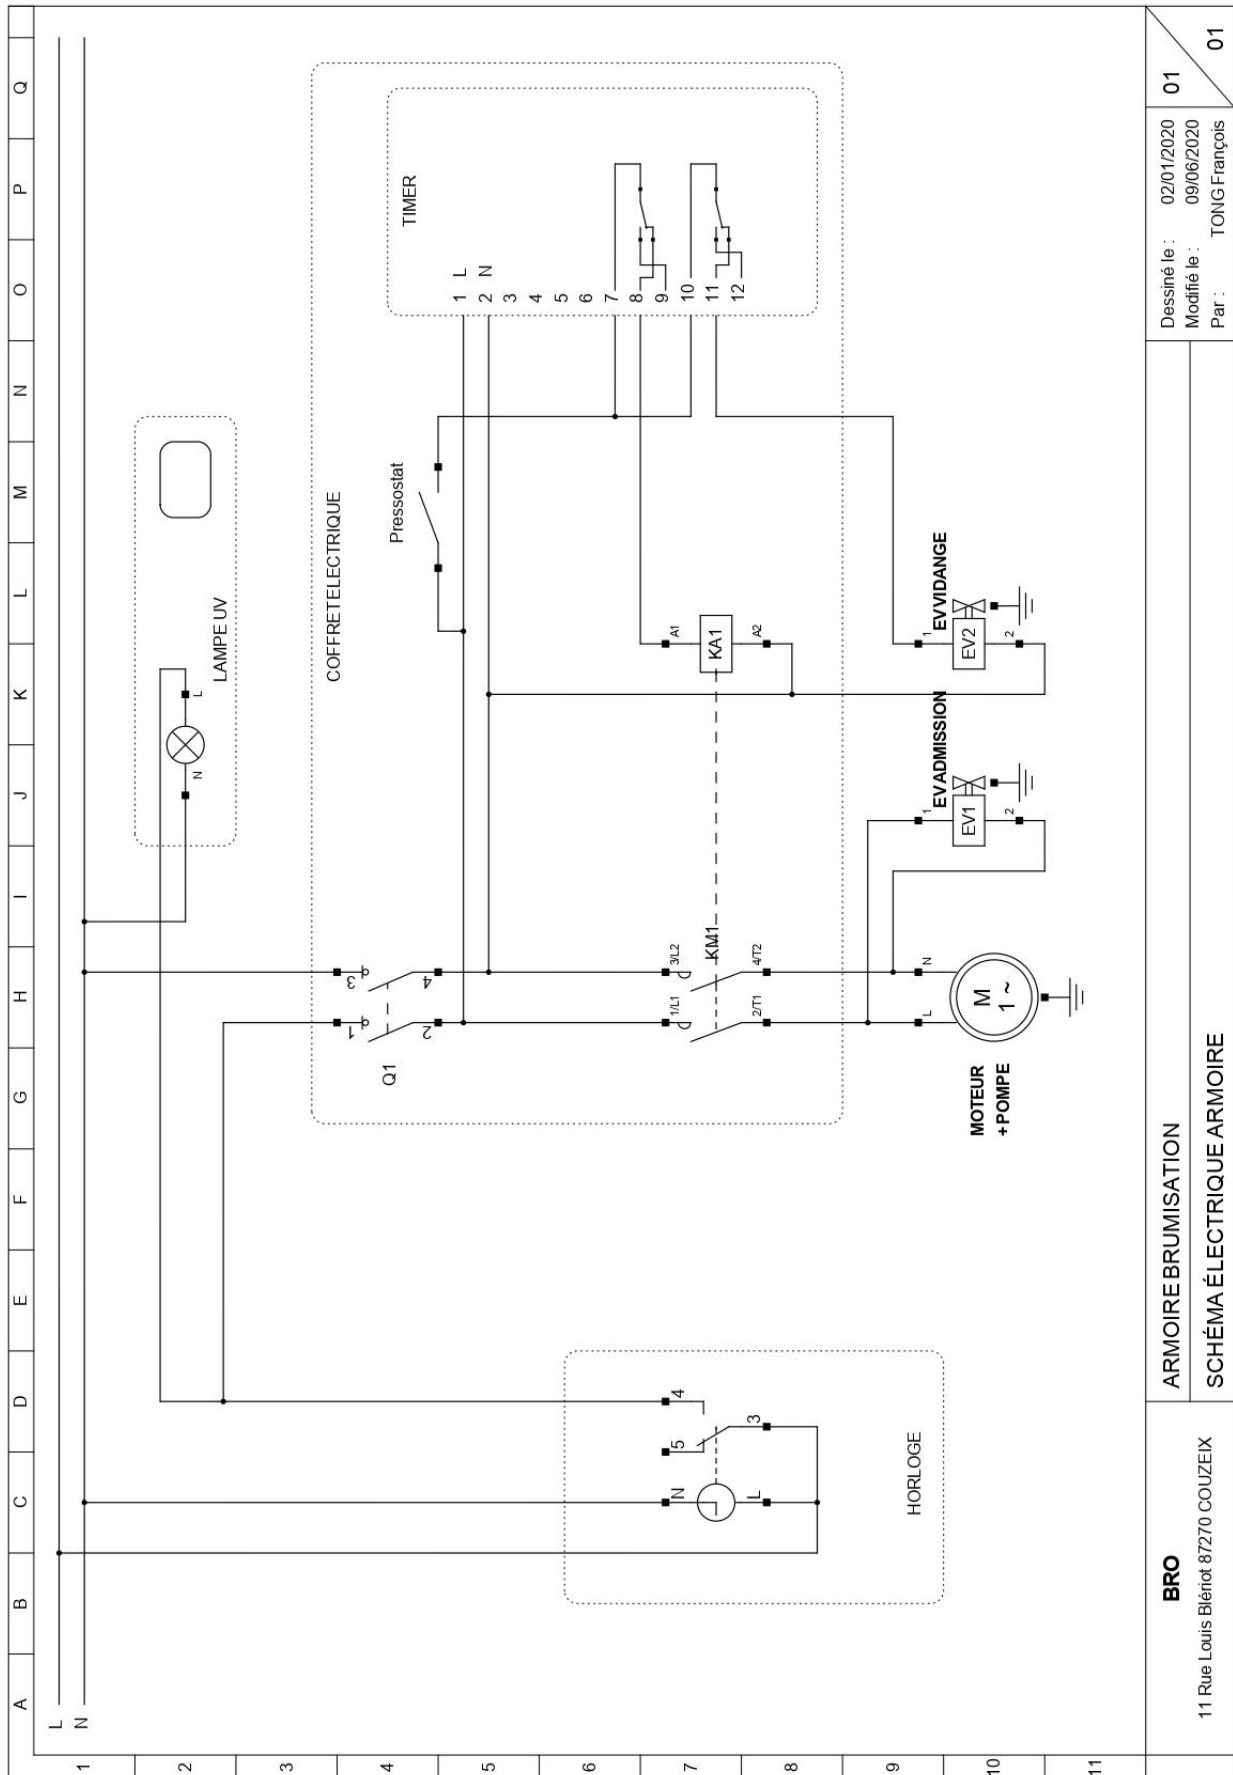 A B C D E F G H I J K L M N O P Q
L
N
1
2
3
4
5
6
7
8
9
10
11
LAMPE UV
N
L
COFFRET ELECTRIQUE
TIMER
1 L
2 N
3
4
5
6
7
8
9
10
11
12
Pressostat
Q1
1 3
2 4
1/L1 3/L2
KM1
2/T1 4/T2
A1
KA1
A2
HORLOGE
5 4
N
L 3
MOTEUR
+POMPE
L N
M
1 ~
EV ADMISSION
1
EV1
2
EV VIDANGE
1
EV2
2
BRO
11 Rue Louis Blériot 87270 COUZEIX
ARMOIRE BRUMISATION
SCHÉMA ÉLECTRIQUE ARMOIRE
Dessiné le : 02/01/2020
Modifié le : 09/06/2020
Par : TONG François
01
01